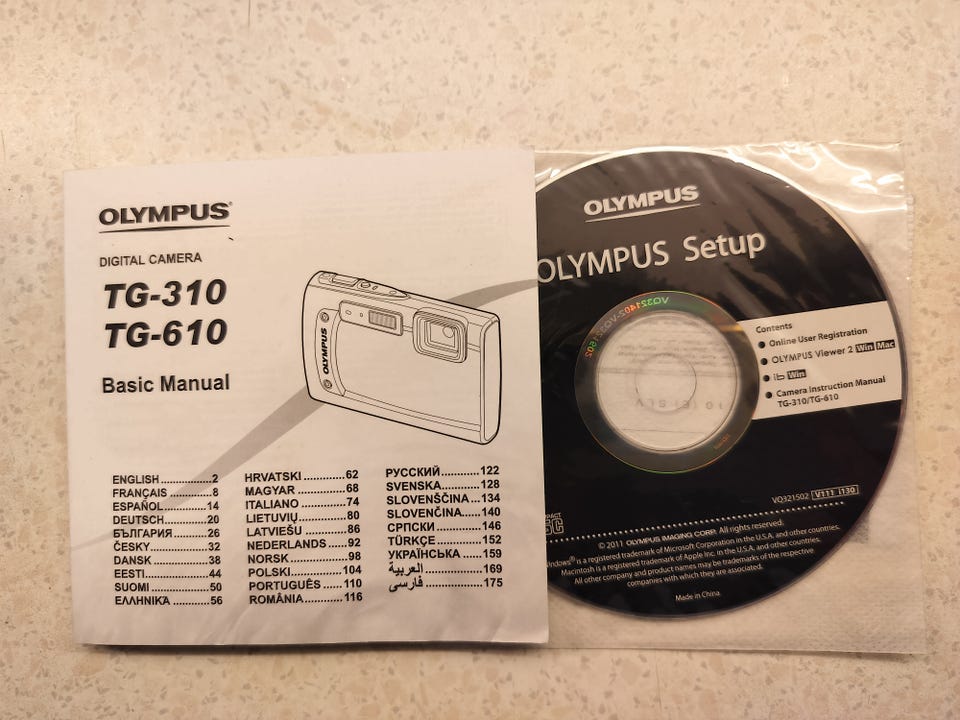 OLYMPUS®
DIGITAL CAMERA
TG-310
TG-610
Basic Manual
OLYMPUS
ENGLISH ................2
FRANÇAIS .............8
ESPAÑOL.............14
DEUTSCH.............20
БЪЛГАРИЯ ..........26
ČESKY..................32
DANSK .................38
EESTI ...................44
SUOMI ..................50
ΕΛΛΗΝΙΚΆ ............56
HRVATSKI ............62
MAGYAR ..............68
ITALIANO .............74
LIETUVIŲ .............80
LATVIEŠU ............86
NEDERLANDS .....92
NORSK ................98
POLSKI ..............104
PORTUGUÊS .....110
ROMÂNIA...........116
РУССКИЙ...........122
SVENSKA...........128
SLOVENŠČINA ...134
SLOVENČINA.....140
СРПСКИ .............146
TÜRKÇE .............152
УКРАЇНСЬКА .....159
العربية .................169
فارسی .................175
OLYMPUS
OLYMPUS Setup
Contents
● Online User Registration
● OLYMPUS Viewer 2 Win Mac
● ib Win
● Camera Instruction Manual
TG-310/TG-610
VQ321502 V111 I130
© 2011 OLYMPUS IMAGING CORP. All rights reserved.
is a registered trademark of Microsoft Corporation in the U.S.A. and other countries.
Macintosh is a registered trademark of Apple Inc. in the U.S.A. and other countries.
All other company and product names may be trademarks of the respective
companies with which they are associated.
Made in China